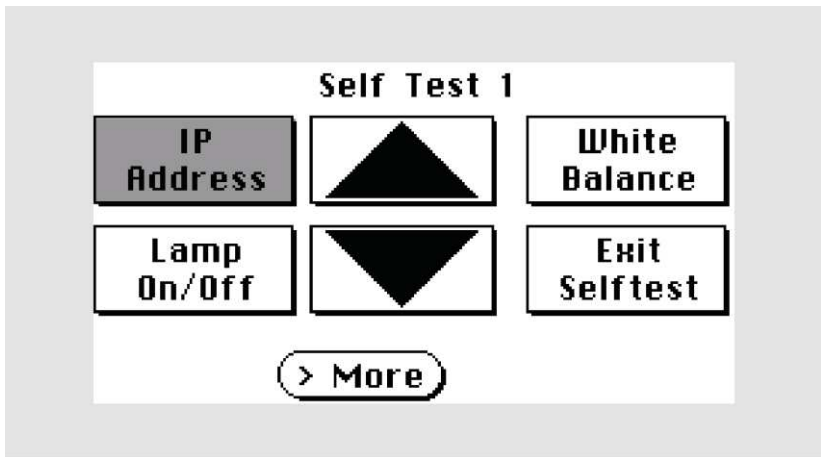 Self Test 1
IP
Address
White
Balance
Lamp
On/Off
Exit
Selftest
> More